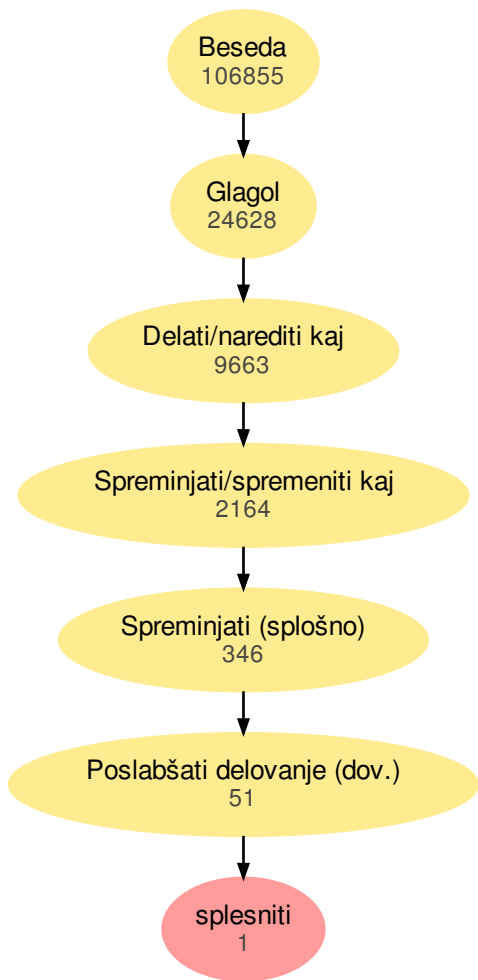 Beseda
106855
Glagol
24628
Delati/narediti kaj
9663
Spreminjati/spremeniti kaj
2164
Spreminjati (splošno)
346
Poslabšati delovanje (dov.)
51
splesniti
1